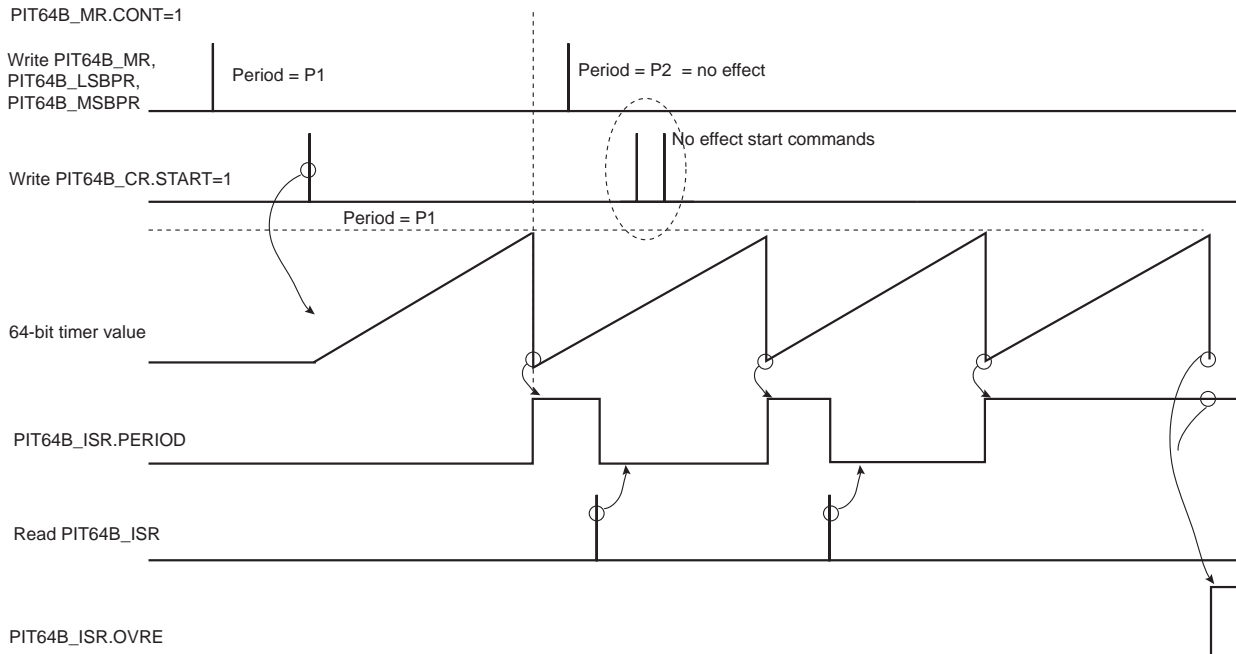 PIT64B_MR.CONT=1
Write PIT64B_MR,
PIT64B_LSBPR,
PIT64B_MSBPR
Period = P1
Period = P2 = no effect
No effect start commands
Write PIT64B_CR.START=1
Period = P1
64-bit timer value
PIT64B_ISR.PERIOD
Read PIT64B_ISR
PIT64B_ISR.OVRE